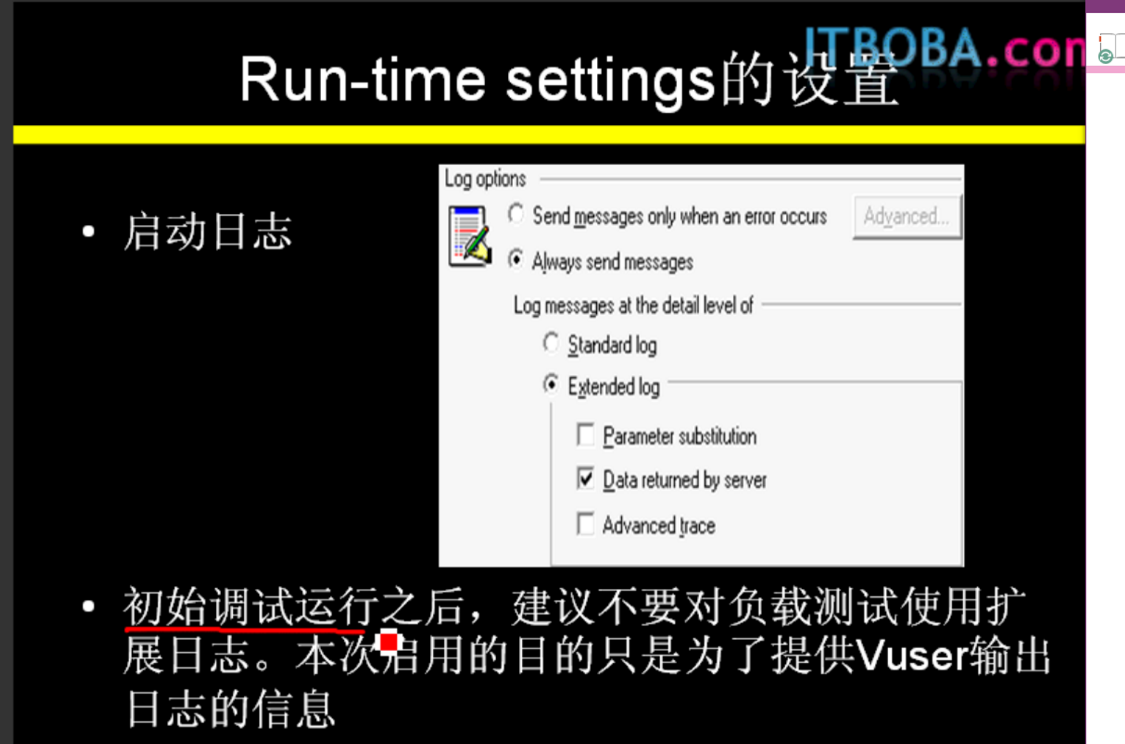 ITBOBA.com
Run-time settings的设置
启动日志
Log options
Send messages only when an error occurs
Advanced...
Always send messages
Log messages at the detail level of
Standard log
Extended log
Parameter substitution
Data returned by server
Advanced trace
初始调试运行之后，建议不要对负载测试使用扩
展日志。本次启用的目的只是为了提供Vuser输出
日志的信息